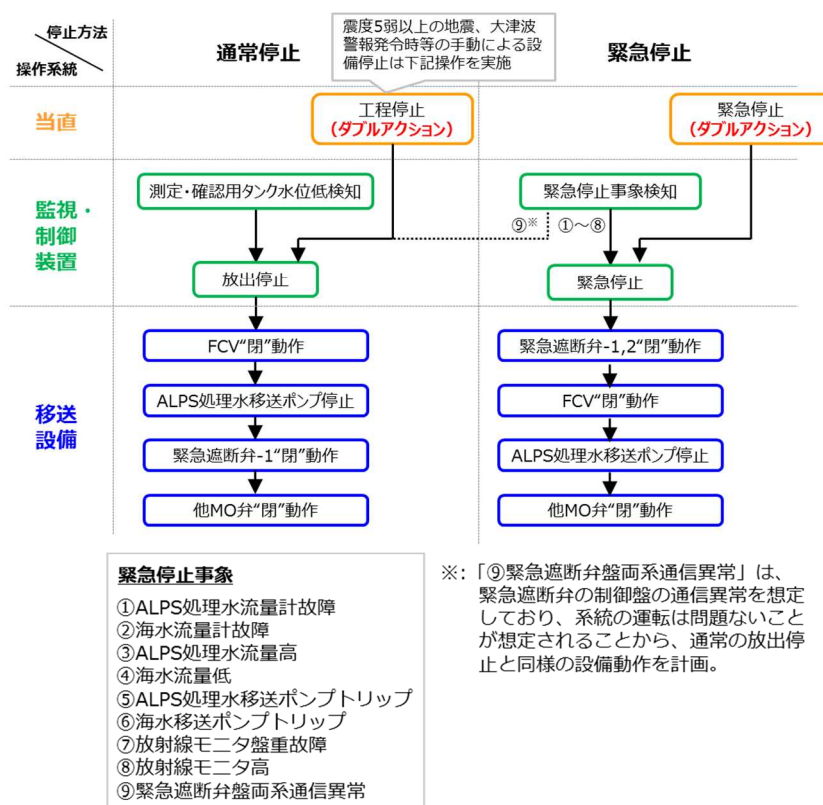 停止方法
操作系統
通常停止
震度5弱以上の地震、大津波
警報発令時等の手動による設
備停止は下記操作を実施
緊急停止
当直
工程停止
（ダブルアクション）
緊急停止
（ダブルアクション）
監視・
制御
装置
測定・確認用タンク水位低検知
緊急停止事象検知
⑨※
①～⑧
放出停止
緊急停止
移送
設備
FCV“閉”動作
ALPS処理水移送ポンプ停止
緊急遮断弁-1“閉”動作
他MO弁“閉”動作
緊急遮断弁-1,2“閉”動作
FCV“閉”動作
ALPS処理水移送ポンプ停止
他MO弁“閉”動作
緊急停止事象
①ALPS処理水流量計故障
②海水流量計故障
③ALPS処理水流量高
④海水流量低
⑤ALPS処理水移送ポンプトリップ
⑥海水移送ポンプトリップ
⑦放射線モニタ盤重故障
⑧放射線モニタ高
⑨緊急遮断弁盤両系通信異常
※：「⑨緊急遮断弁盤両系通信異常」は、
緊急遮断弁の制御盤の通信異常を想定
しており、系統の運転は問題ないこと
が想定されることから、通常の放出停
止と同様の設備動作を計画。